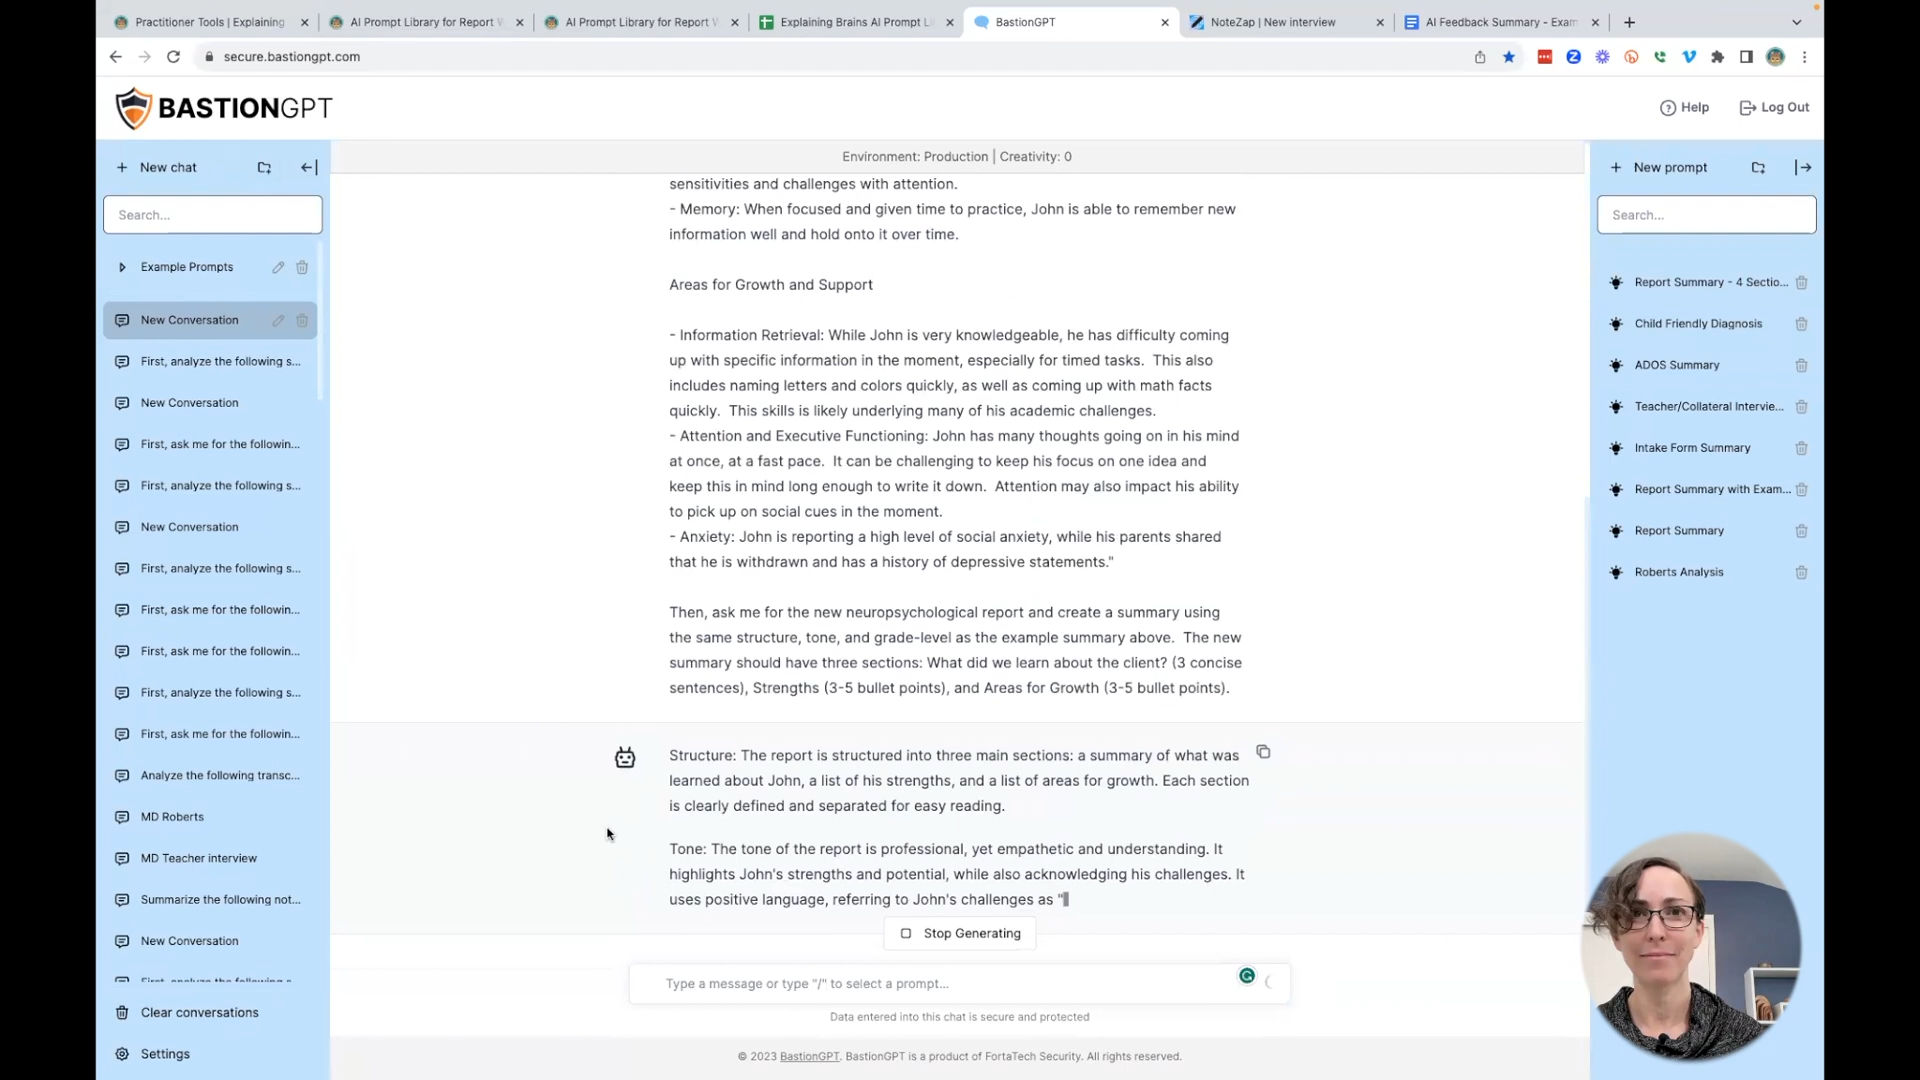 Practitioner Tools | Explaining
AI Prompt Library for Report W
AI Prompt Library for Report W
Explaining Brains AI Prompt Li
BastionGPT
NoteZap | New interview
AI Feedback Summary - Exam
secure.bastiongpt.com
BASTIONGPT
Help
Log Out
New chat
Search...
Example Prompts
New Conversation
First, analyze the following s...
New Conversation
First, ask me for the followin...
First, analyze the following s...
New Conversation
First, analyze the following s...
First, ask me for the followin...
First, ask me for the followin...
First, analyze the following s...
First, ask me for the followin...
Analyze the following transc...
MD Roberts
MD Teacher interview
Summarize the following not...
New Conversation
First, analyze the following s...
Clear conversations
Settings
Environment: Production | Creativity: 0
sensitivities and challenges with attention.
- Memory: When focused and given time to practice, John is able to remember new
information well and hold onto it over time.
Areas for Growth and Support
- Information Retrieval: While John is very knowledgeable, he has difficulty coming
up with specific information in the moment, especially for timed tasks. This also
includes naming letters and colors quickly, as well as coming up with math facts
quickly. This skills is likely underlying many of his academic challenges.
- Attention and Executive Functioning: John has many thoughts going on in his mind
at once, at a fast pace. It can be challenging to keep his focus on one idea and
keep this in mind long enough to write it down. Attention may also impact his ability
to pick up on social cues in the moment.
- Anxiety: John is reporting a high level of social anxiety, while his parents shared
that he is withdrawn and has a history of depressive statements."
Then, ask me for the new neuropsychological report and create a summary using
the same structure, tone, and grade-level as the example summary above. The new
summary should have three sections: What did we learn about the client? (3 concise
sentences), Strengths (3-5 bullet points), and Areas for Growth (3-5 bullet points).
Structure: The report is structured into three main sections: a summary of what was
learned about John, a list of his strengths, and a list of areas for growth. Each section
is clearly defined and separated for easy reading.
Tone: The tone of the report is professional, yet empathetic and understanding. It
highlights John's strengths and potential, while also acknowledging his challenges. It
uses positive language, referring to John's challenges as "
Stop Generating
Type a message or type "/" to select a prompt...
Data entered into this chat is secure and protected
© 2023 BastionGPT. BastionGPT is a product of FortaTech Security. All rights reserved.
New prompt
Search...
Report Summary - 4 Sectio...
Child Friendly Diagnosis
ADOS Summary
Teacher/Collateral Intervie...
Intake Form Summary
Report Summary with Exam...
Report Summary
Roberts Analysis